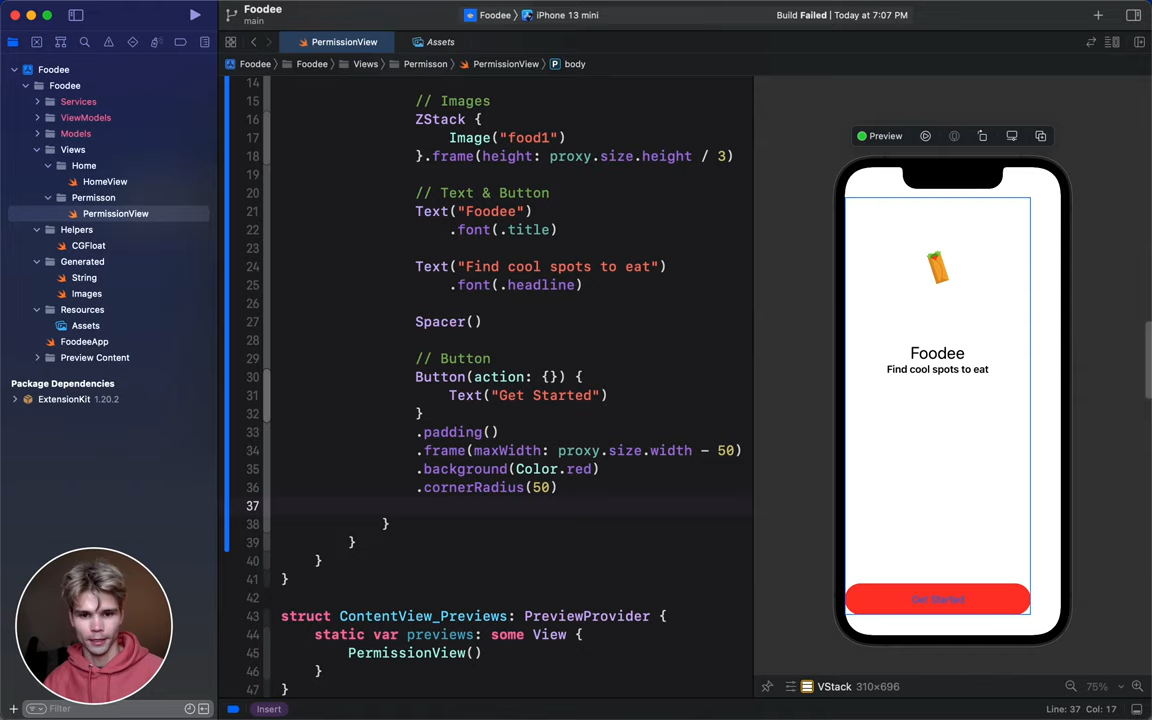 Foodee
main
Foodee
iPhone 13 mini
Build Failed | Today at 7:07 PM
PermissionView
Assets
Foodee
Foodee
Views
Permisson
PermissionView
P
body
Foodee
Foodee
Services
ViewModels
Models
Views
Home
HomeView
Permisson
PermissionView
Helpers
CGFloat
Generated
String
Images
Resources
Assets
FoodeeApp
Preview Content
Package Dependencies
ExtensionKit 1.20.2
Filter
14
15 // Images
16 ZStack {
17 Image("food1")
18 }.frame(height: proxy.size.height / 3)
19
20 // Text & Button
21 Text("Foodee")
22 .font(.title)
23
24 Text("Find cool spots to eat")
25 .font(.headline)
26
27 Spacer()
28
29 // Button
30 Button(action: {}) {
31 Text("Get Started")
32 }
33 .padding()
34 .frame(maxWidth: proxy.size.width - 50)
35 .background(Color.red)
36 .cornerRadius(50)
37
38 }
39 }
40 }
41 }
42
43 struct ContentView_Previews: PreviewProvider {
44 static var previews: some View {
45 PermissionView()
46 }
47 }
Insert
Preview
Foodee
Find cool spots to eat
Get Started
VStack 310×696
75%
Line: 37 Col: 17